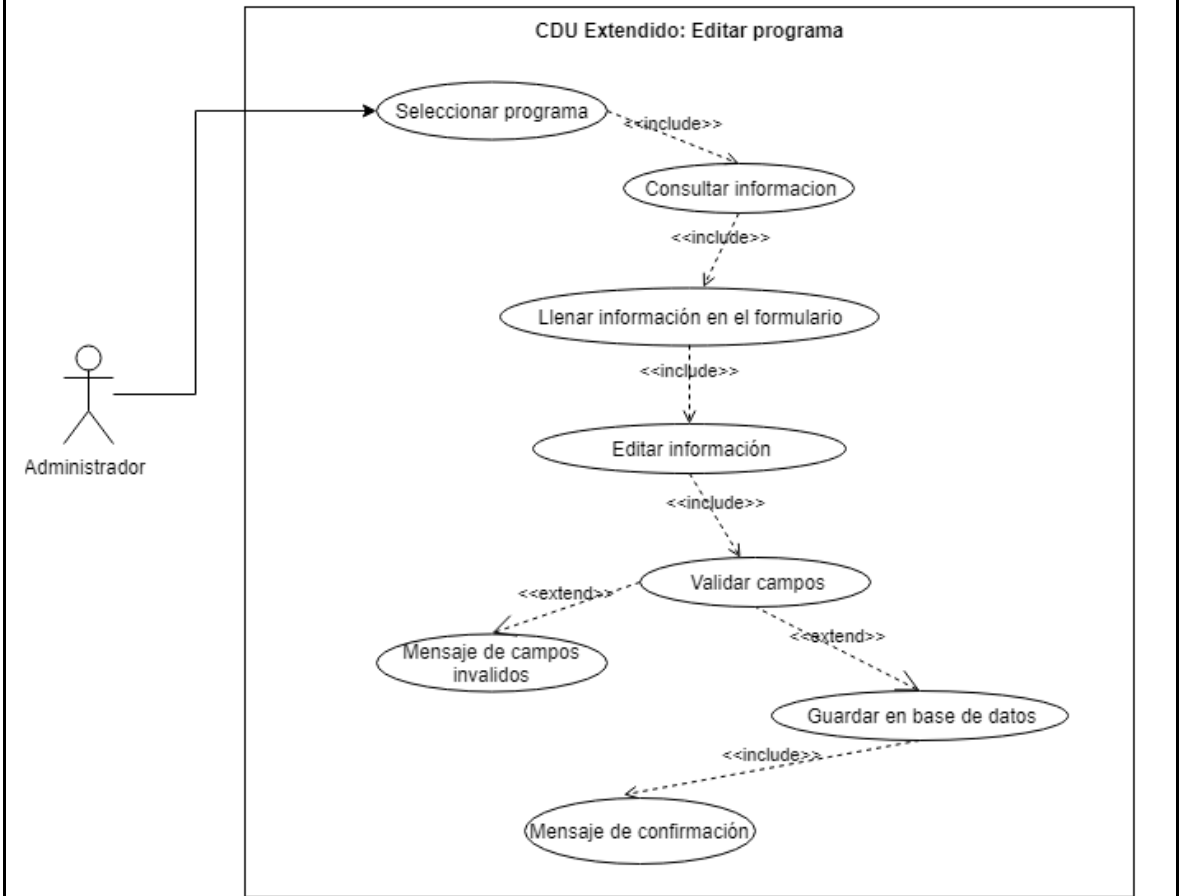 CDU Extendido: Editar programa
Seleccionar programa
<<include>>
Consultar informacion
<<include>>
Llenar información en el formulario
<<include>>
Administrador
Editar información
<<include>>
Validar campos
<<extend>>
<<extend>>
Mensaje de campos
invalidos
Guardar en base de datos
<<include>>
Mensaje de confirmación